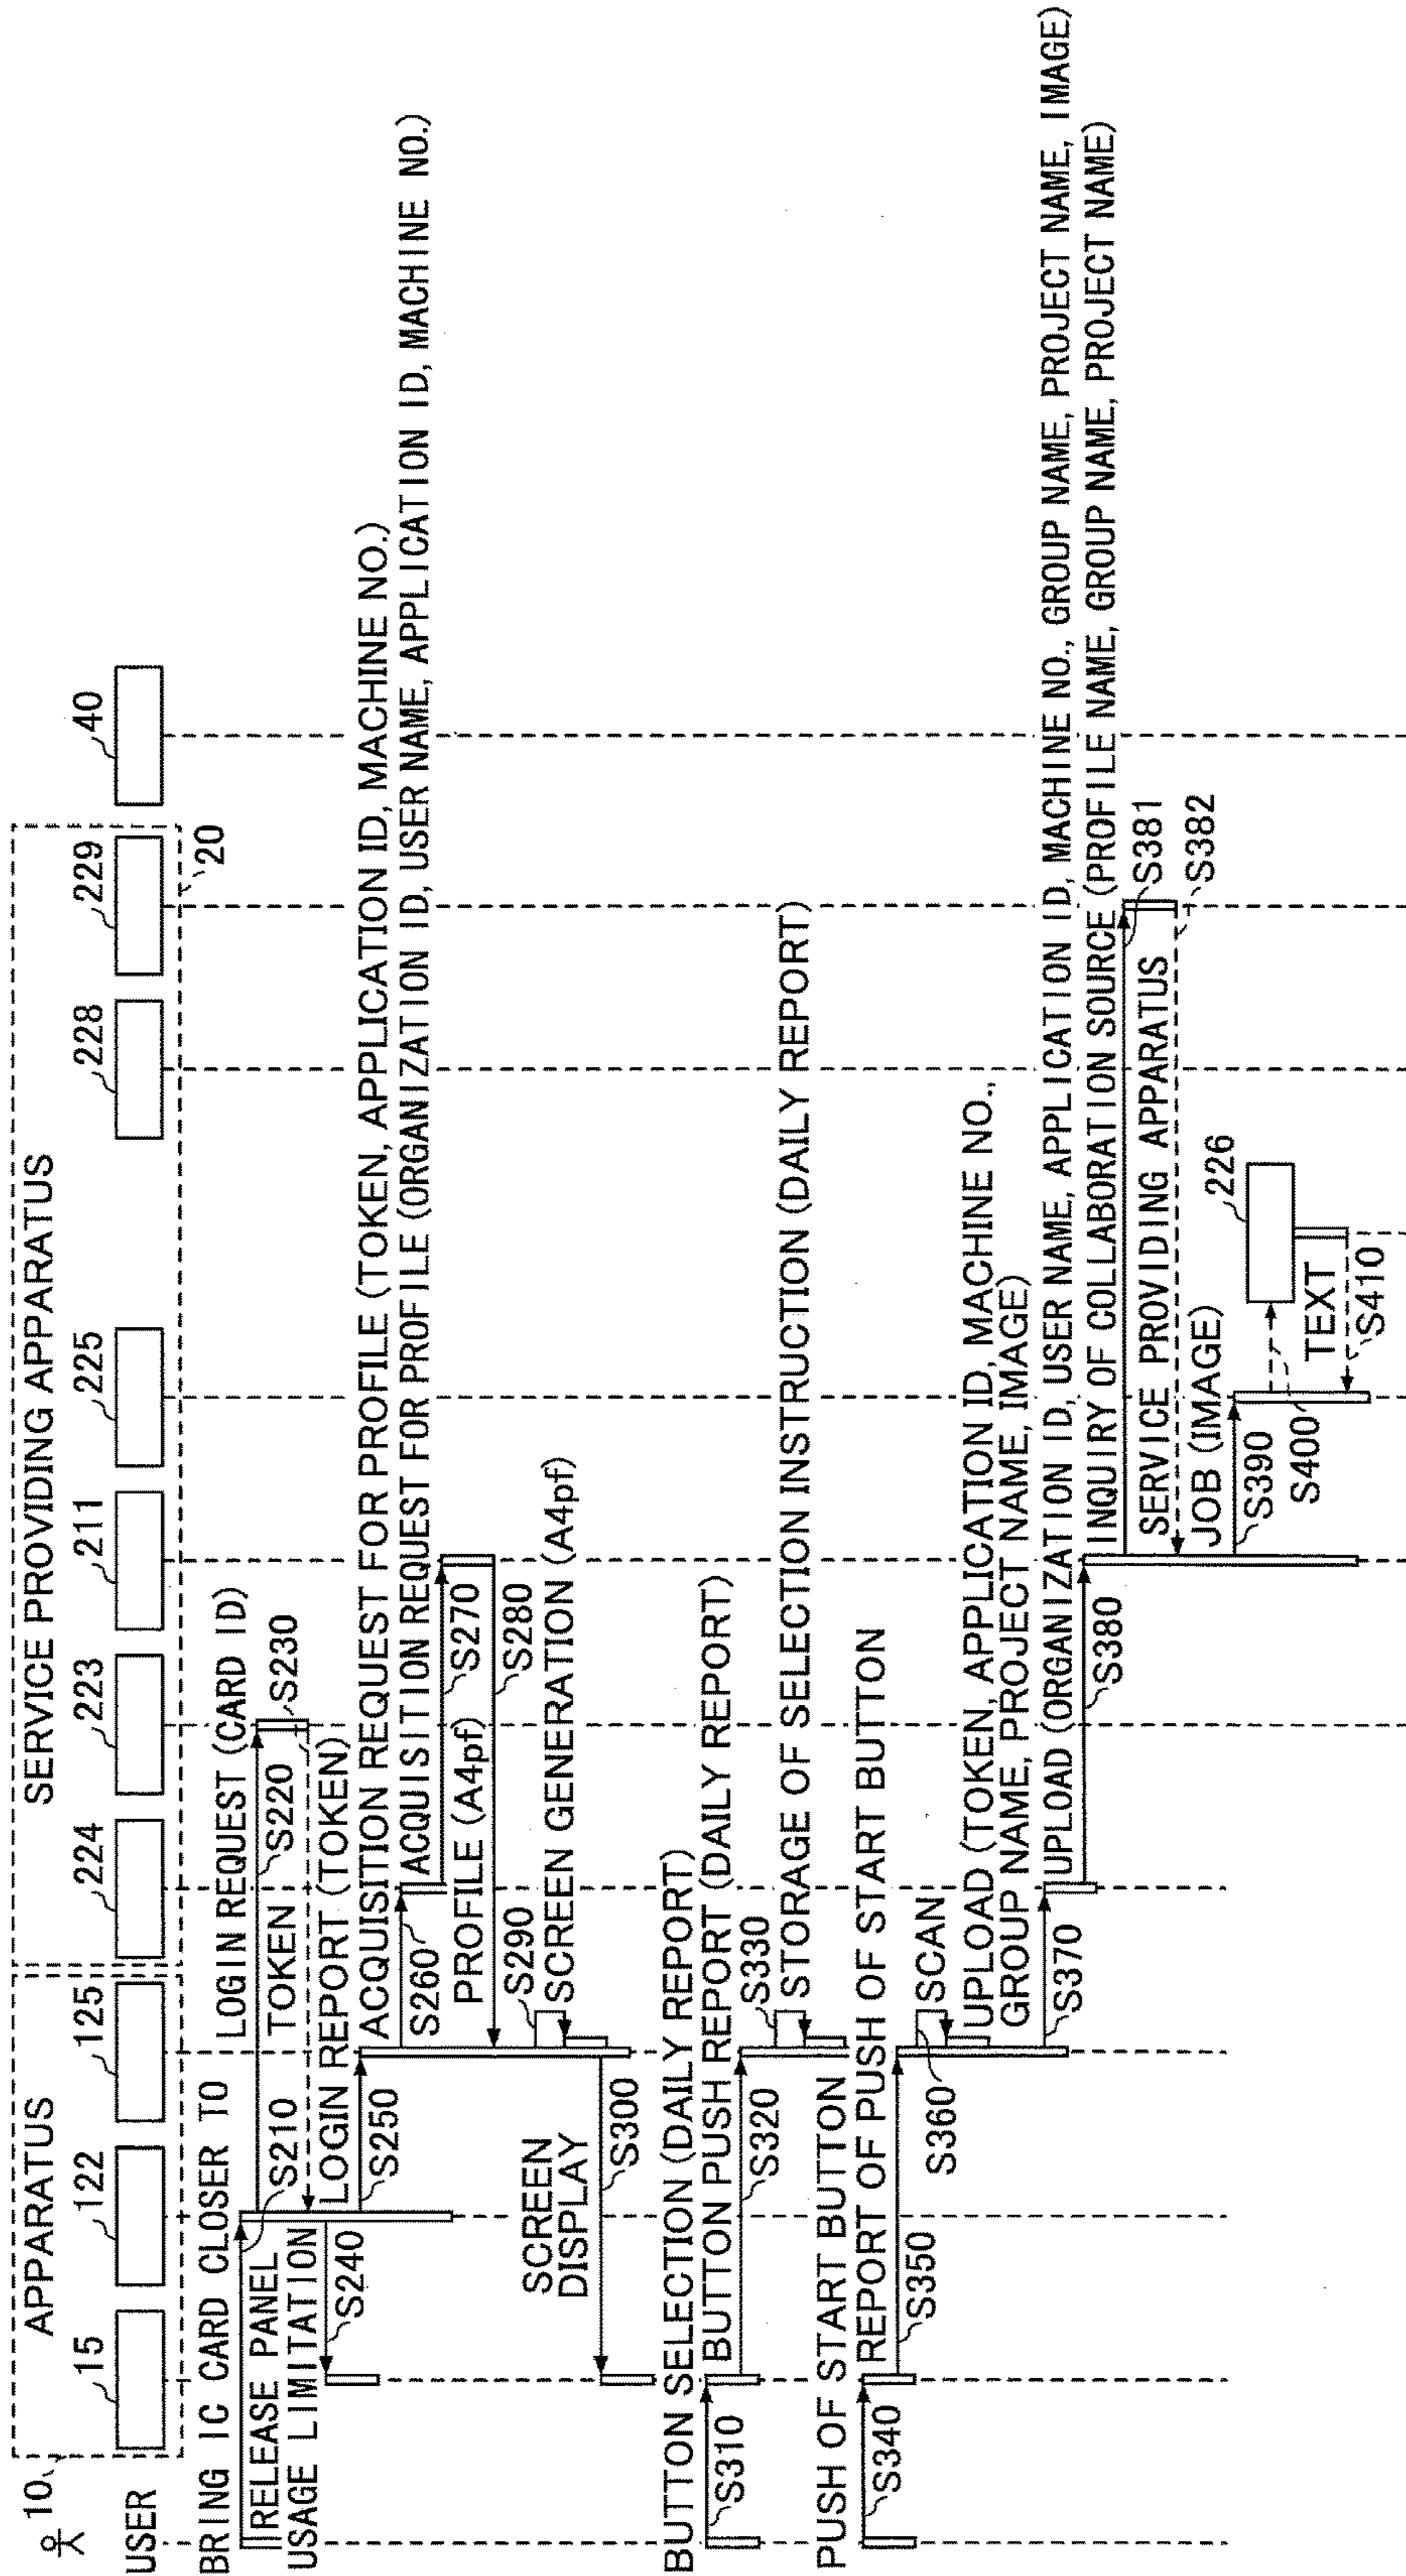 10
USER
APPARATUS
SERVICE PROVIDING APPARATUS
15
122
125
224
223
211
225
228
229
40
20
BRING IC CARD CLOSER TO
S210
LOGIN REQUEST (CARD ID)
S220
TOKEN
S230
RELEASE PANEL
USAGE LIMITATION
S240
LOGIN REPORT (TOKEN)
S250
ACQUISITION REQUEST FOR PROFILE (TOKEN, APPLICATION ID, MACHINE NO.)
S260
ACQUISITION REQUEST FOR PROFILE (ORGANIZATION ID, USER NAME, APPLICATION ID, MACHINE NO.)
S270
PROFILE (A4pf)
S280
S290
SCREEN GENERATION (A4pf)
SCREEN
DISPLAY
S300
BUTTON SELECTION (DAILY REPORT)
S310
BUTTON PUSH REPORT (DAILY REPORT)
S320
S330
STORAGE OF SELECTION INSTRUCTION (DAILY REPORT)
PUSH OF START BUTTON
S340
REPORT OF PUSH OF START BUTTON
S350
SCAN
S360
UPLOAD (TOKEN, APPLICATION ID, MACHINE NO.,
GROUP NAME, PROJECT NAME, IMAGE)
S370
UPLOAD (ORGANIZATION ID, USER NAME, APPLICATION ID, MACHINE NO., GROUP NAME, PROJECT NAME, IMAGE)
S380
INQUIRY OF COLLABORATION SOURCE (PROFILE NAME, GROUP NAME, PROJECT NAME)
S381
SERVICE PROVIDING APPARATUS
S382
JOB (IMAGE)
S390
226
S400
TEXT
S410